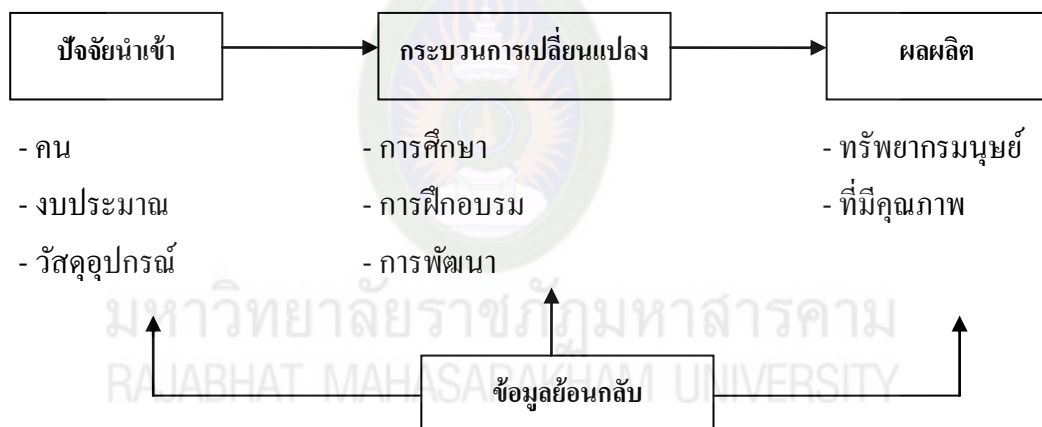 ปัจจัยนำเข้า กระบวนการเปลี่ยนแปลง ผลผลิต
- คน - การศึกษา - ทรัพยากรมนุษย์
- งบประมาณ - การฝึกอบรม - ที่มีคุณภาพ
- วัสดุอุปกรณ์ - การพัฒนา
มหาวิทยาลัยราชภัฏมหาสารคาม
RAJABHAT MAHASARAKHAM UNIVERSITY
ข้อมูลย้อนกลับ